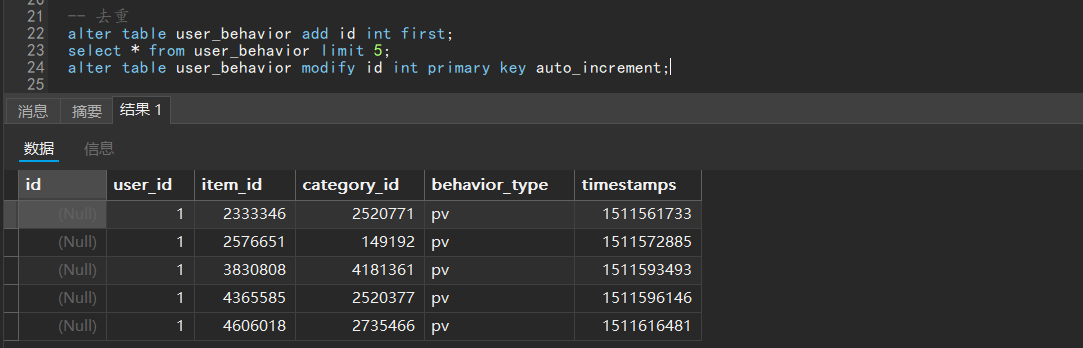 20
21 -- 去重
22 alter table user_behavior add id int first;
23 select * from user_behavior limit 5;
24 alter table user_behavior modify id int primary key auto_increment;
25
消息 摘要 结果 1
数据 信息
id user_id item_id category_id behavior_type timestamps
(Null) 1 2333346 2520771 pv 1511561733
(Null) 1 2576651 149192 pv 1511572885
(Null) 1 3830808 4181361 pv 1511593493
(Null) 1 4365585 2520377 pv 1511596146
(Null) 1 4606018 2735466 pv 1511616481